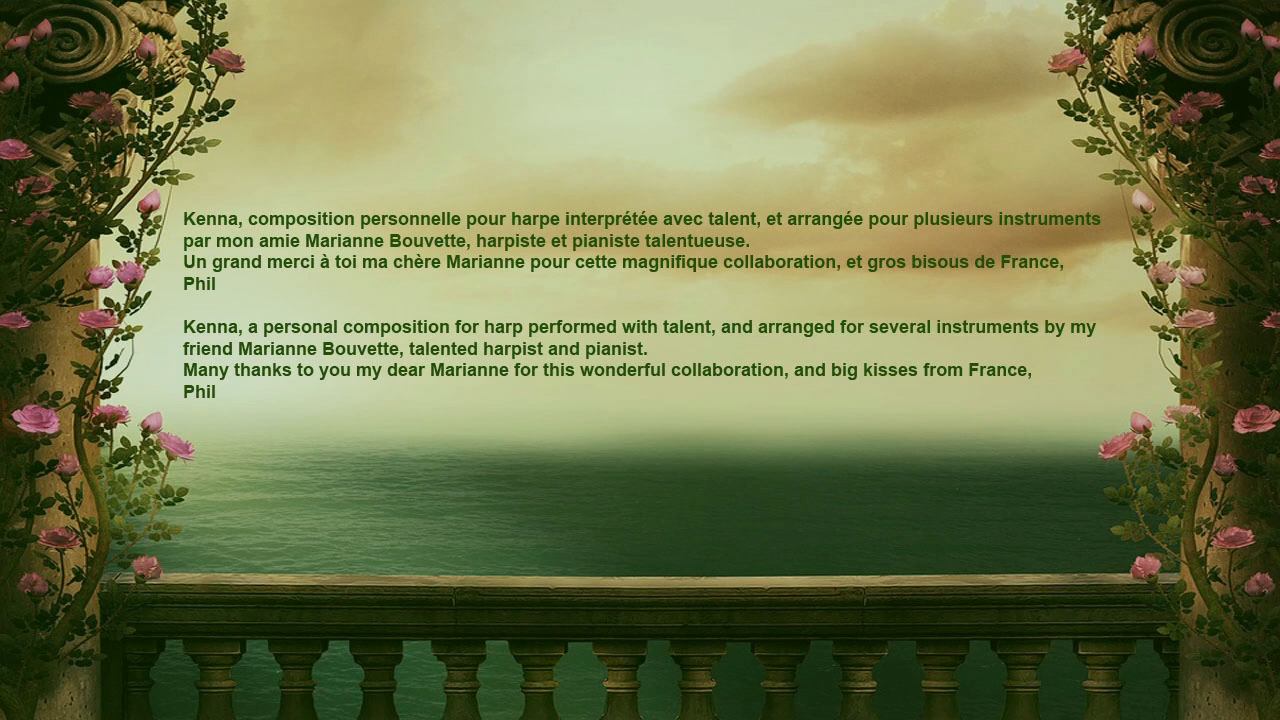 Kenna, composition personnelle pour harpe interprétée avec talent, et arrangée pour plusieurs instruments
par mon amie Marianne Bouvette, harpiste et pianiste talentueuse.
Un grand merci à toi ma chère Marianne pour cette magnifique collaboration, et gros bisous de France,
Phil
Kenna, a personal composition for harp performed with talent, and arranged for several instruments by my
friend Marianne Bouvette, talented harpist and pianist.
Many thanks to you my dear Marianne for this wonderful collaboration, and big kisses from France,
Phil